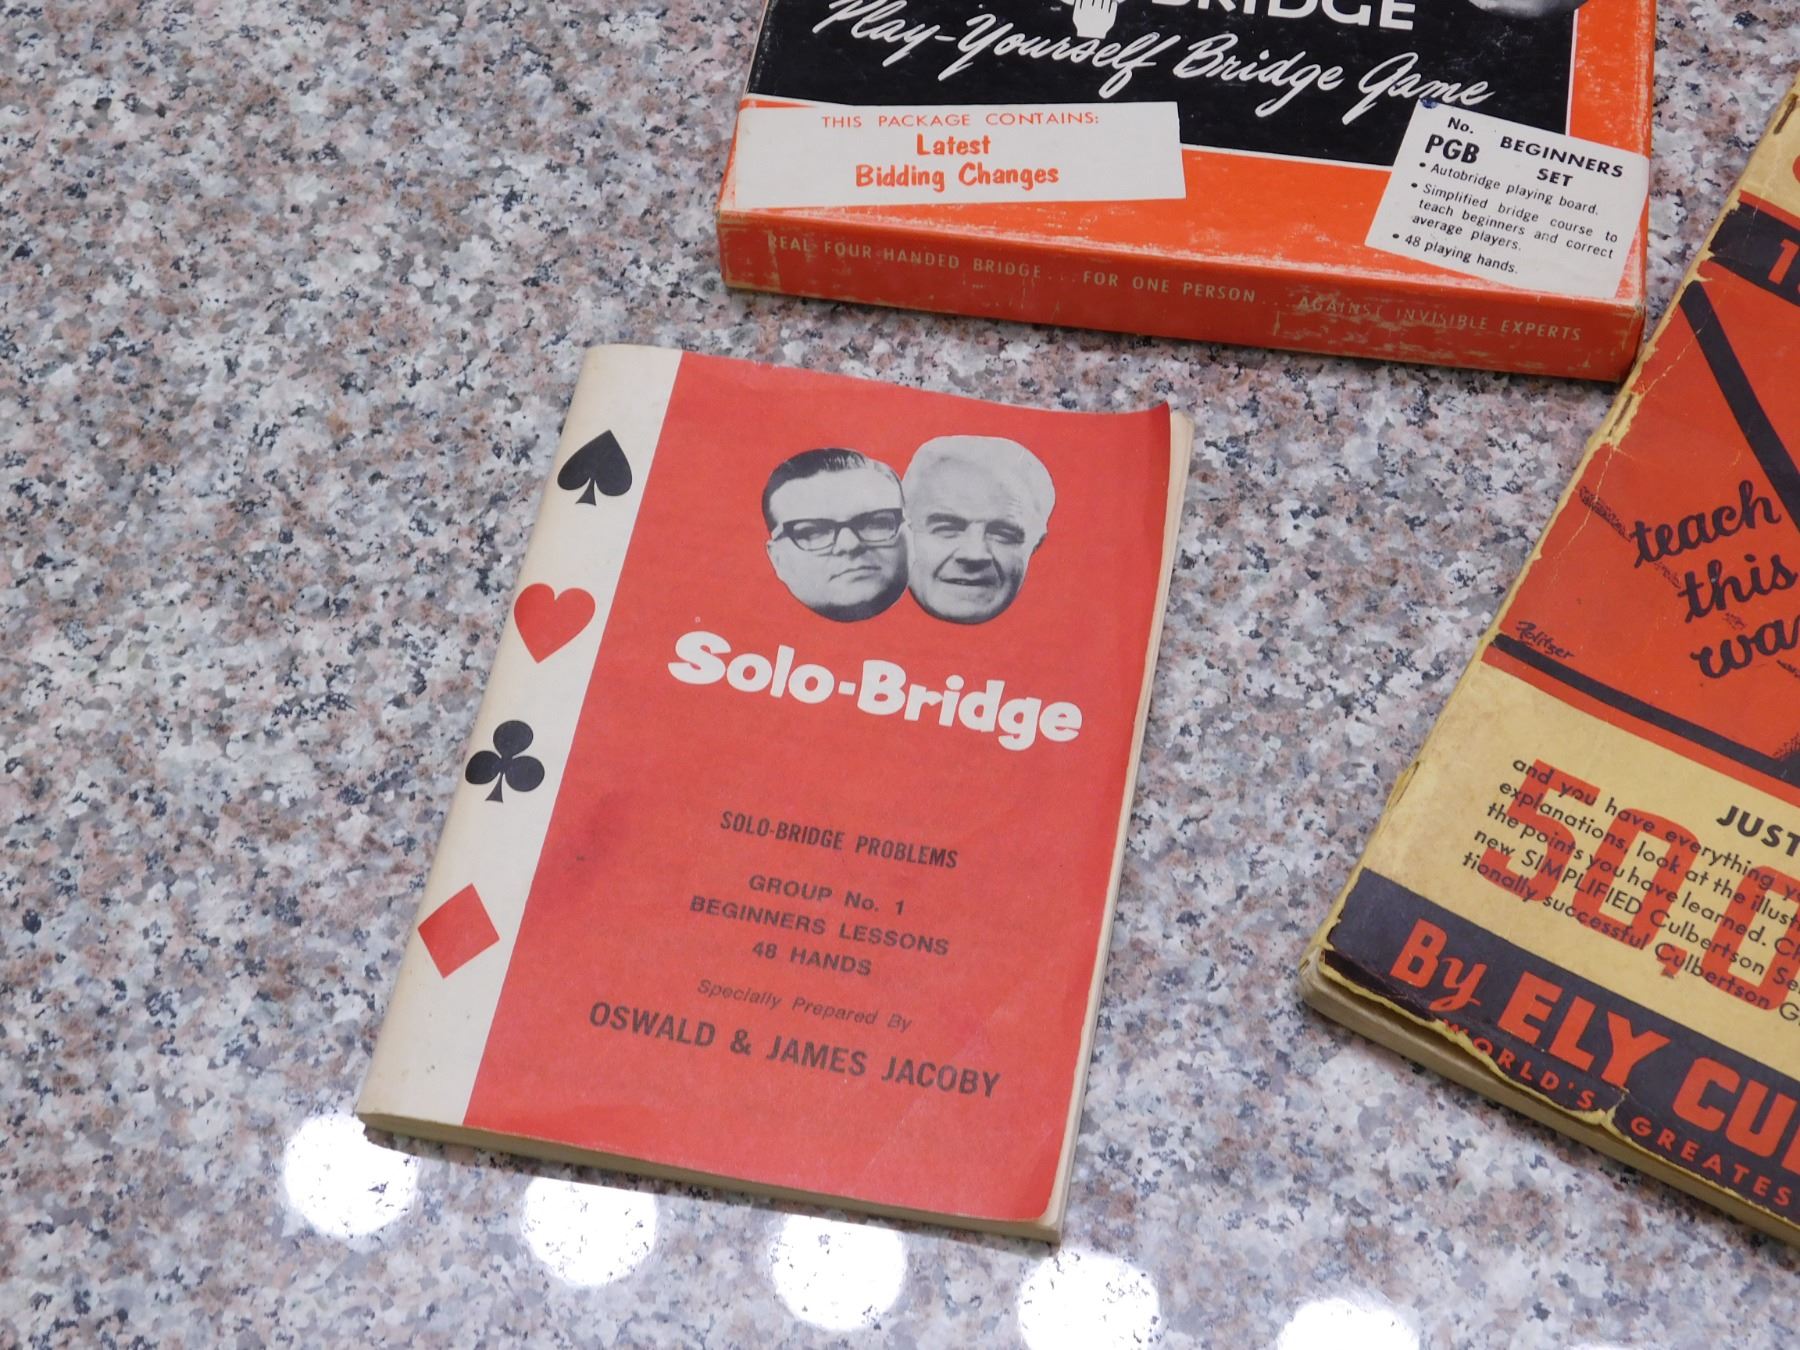 BRIDGE
Play-Yourself Bridge Game
THIS PACKAGE CONTAINS:
Latest
Bidding Changes
No.
PGB
BEGINNERS
SET
• Autobridge playing board.
• Simplified bridge course to
teach beginners and correct
average players.
• 48 playing hands.
REAL FOUR HANDED BRIDGE... FOR ONE PERSON... AGAINST INVISIBLE EXPERTS
Solo-Bridge
SOLO-BRIDGE PROBLEMS
GROUP No. 1
BEGINNERS LESSONS
48 HANDS
Specially Prepared By
OSWALD & JAMES JACOBY
teach
this
Politzer
JUST
and you have everything
explanations, look at the
the points you have learned.
new SIMPLIFIED Culbertson
tionally successful Culbertson
By ELY
WORLD'S